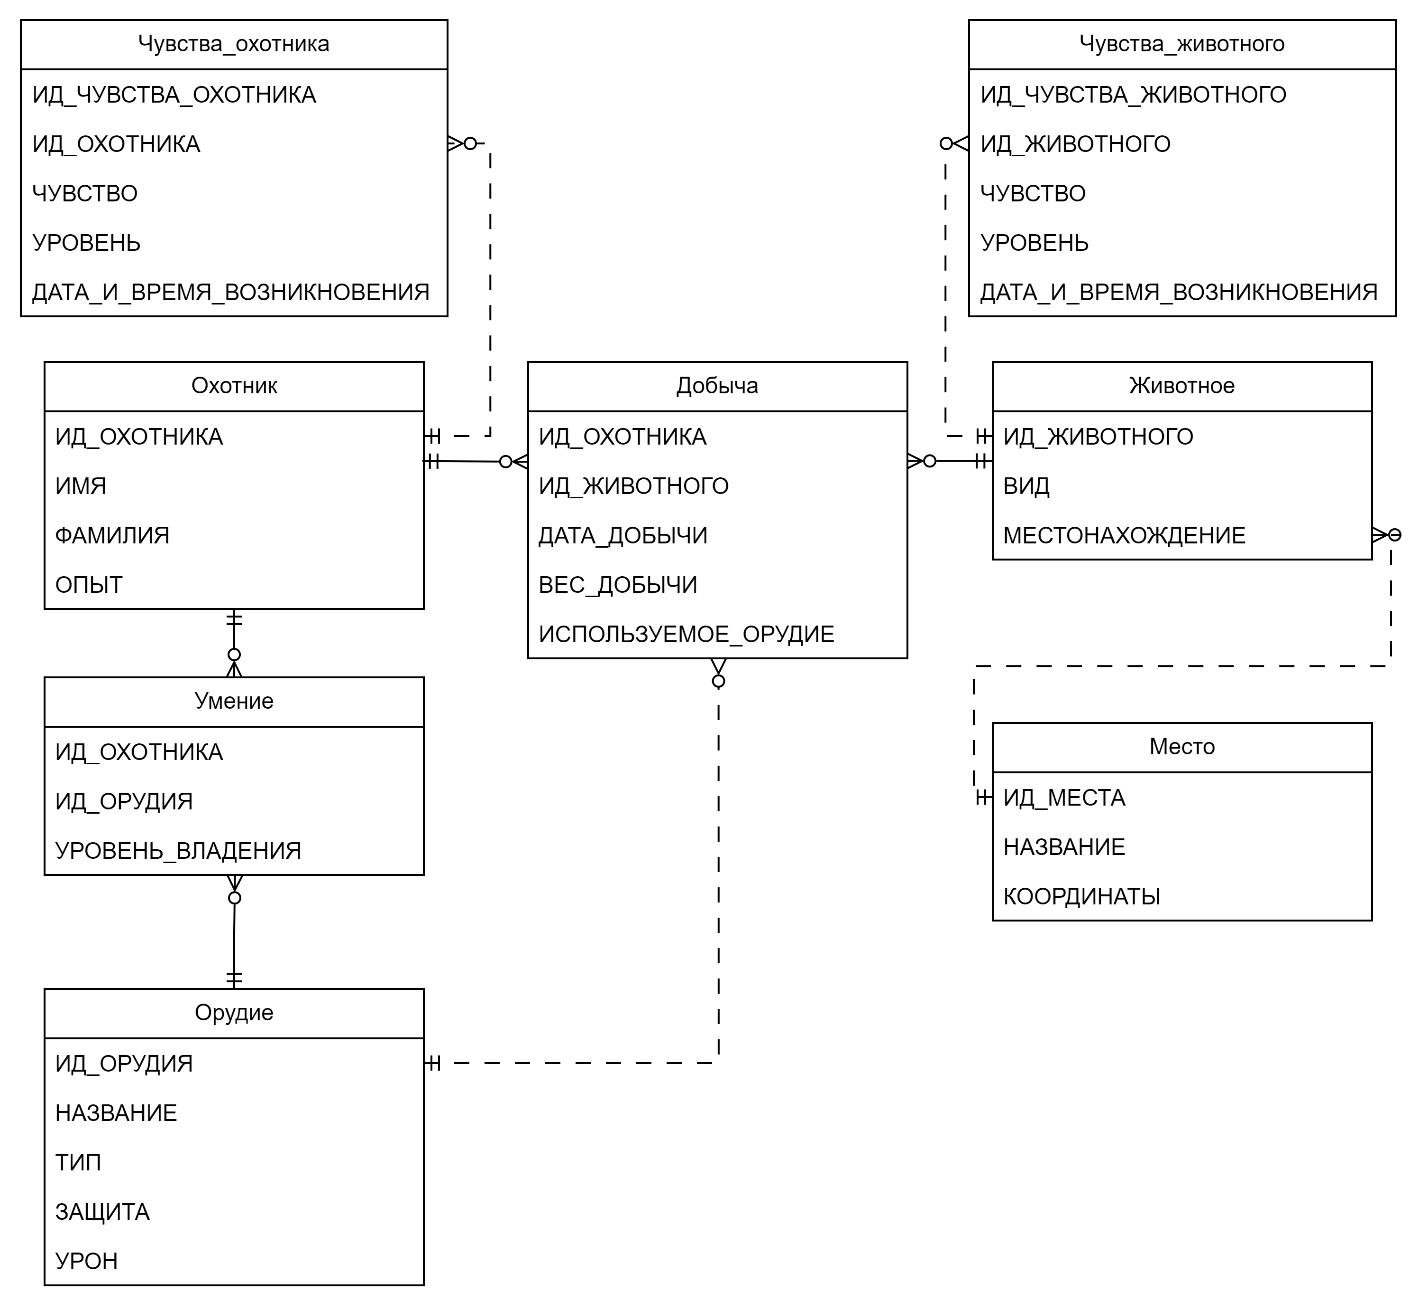 Чувства_охотника
ИД_ЧУВСТВА_ОХОТНИКА
ИД_ОХОТНИКА
ЧУВСТВО
УРОВЕНЬ
ДАТА_И_ВРЕМЯ_ВОЗНИКНОВЕНИЯ
Чувства_животного
ИД_ЧУВСТВА_ЖИВОТНОГО
ИД_ЖИВОТНОГО
ЧУВСТВО
УРОВЕНЬ
ДАТА_И_ВРЕМЯ_ВОЗНИКНОВЕНИЯ
Охотник
ИД_ОХОТНИКА
ИМЯ
ФАМИЛИЯ
ОПЫТ
Добыча
ИД_ОХОТНИКА
ИД_ЖИВОТНОГО
ДАТА_ДОБЫЧИ
ВЕС_ДОБЫЧИ
ИСПОЛЬЗУЕМОЕ_ОРУДИЕ
Животное
ИД_ЖИВОТНОГО
ВИД
МЕСТОНАХОЖДЕНИЕ
Умение
ИД_ОХОТНИКА
ИД_ОРУДИЯ
УРОВЕНЬ_ВЛАДЕНИЯ
Место
ИД_МЕСТА
НАЗВАНИЕ
КООРДИНАТЫ
Орудие
ИД_ОРУДИЯ
НАЗВАНИЕ
ТИП
ЗАЩИТА
УРОН